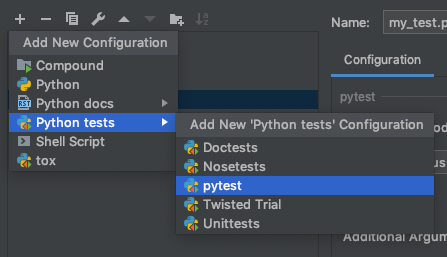 Name: my_test.p
Add New Configuration
Compound
Python
Configuration
Python docs
pytest
Python tests
Add New 'Python tests' Configuration
Shell Script
Doctests
tox
Nosetests
pytest
Twisted Trial
Unittests
Additional Argum